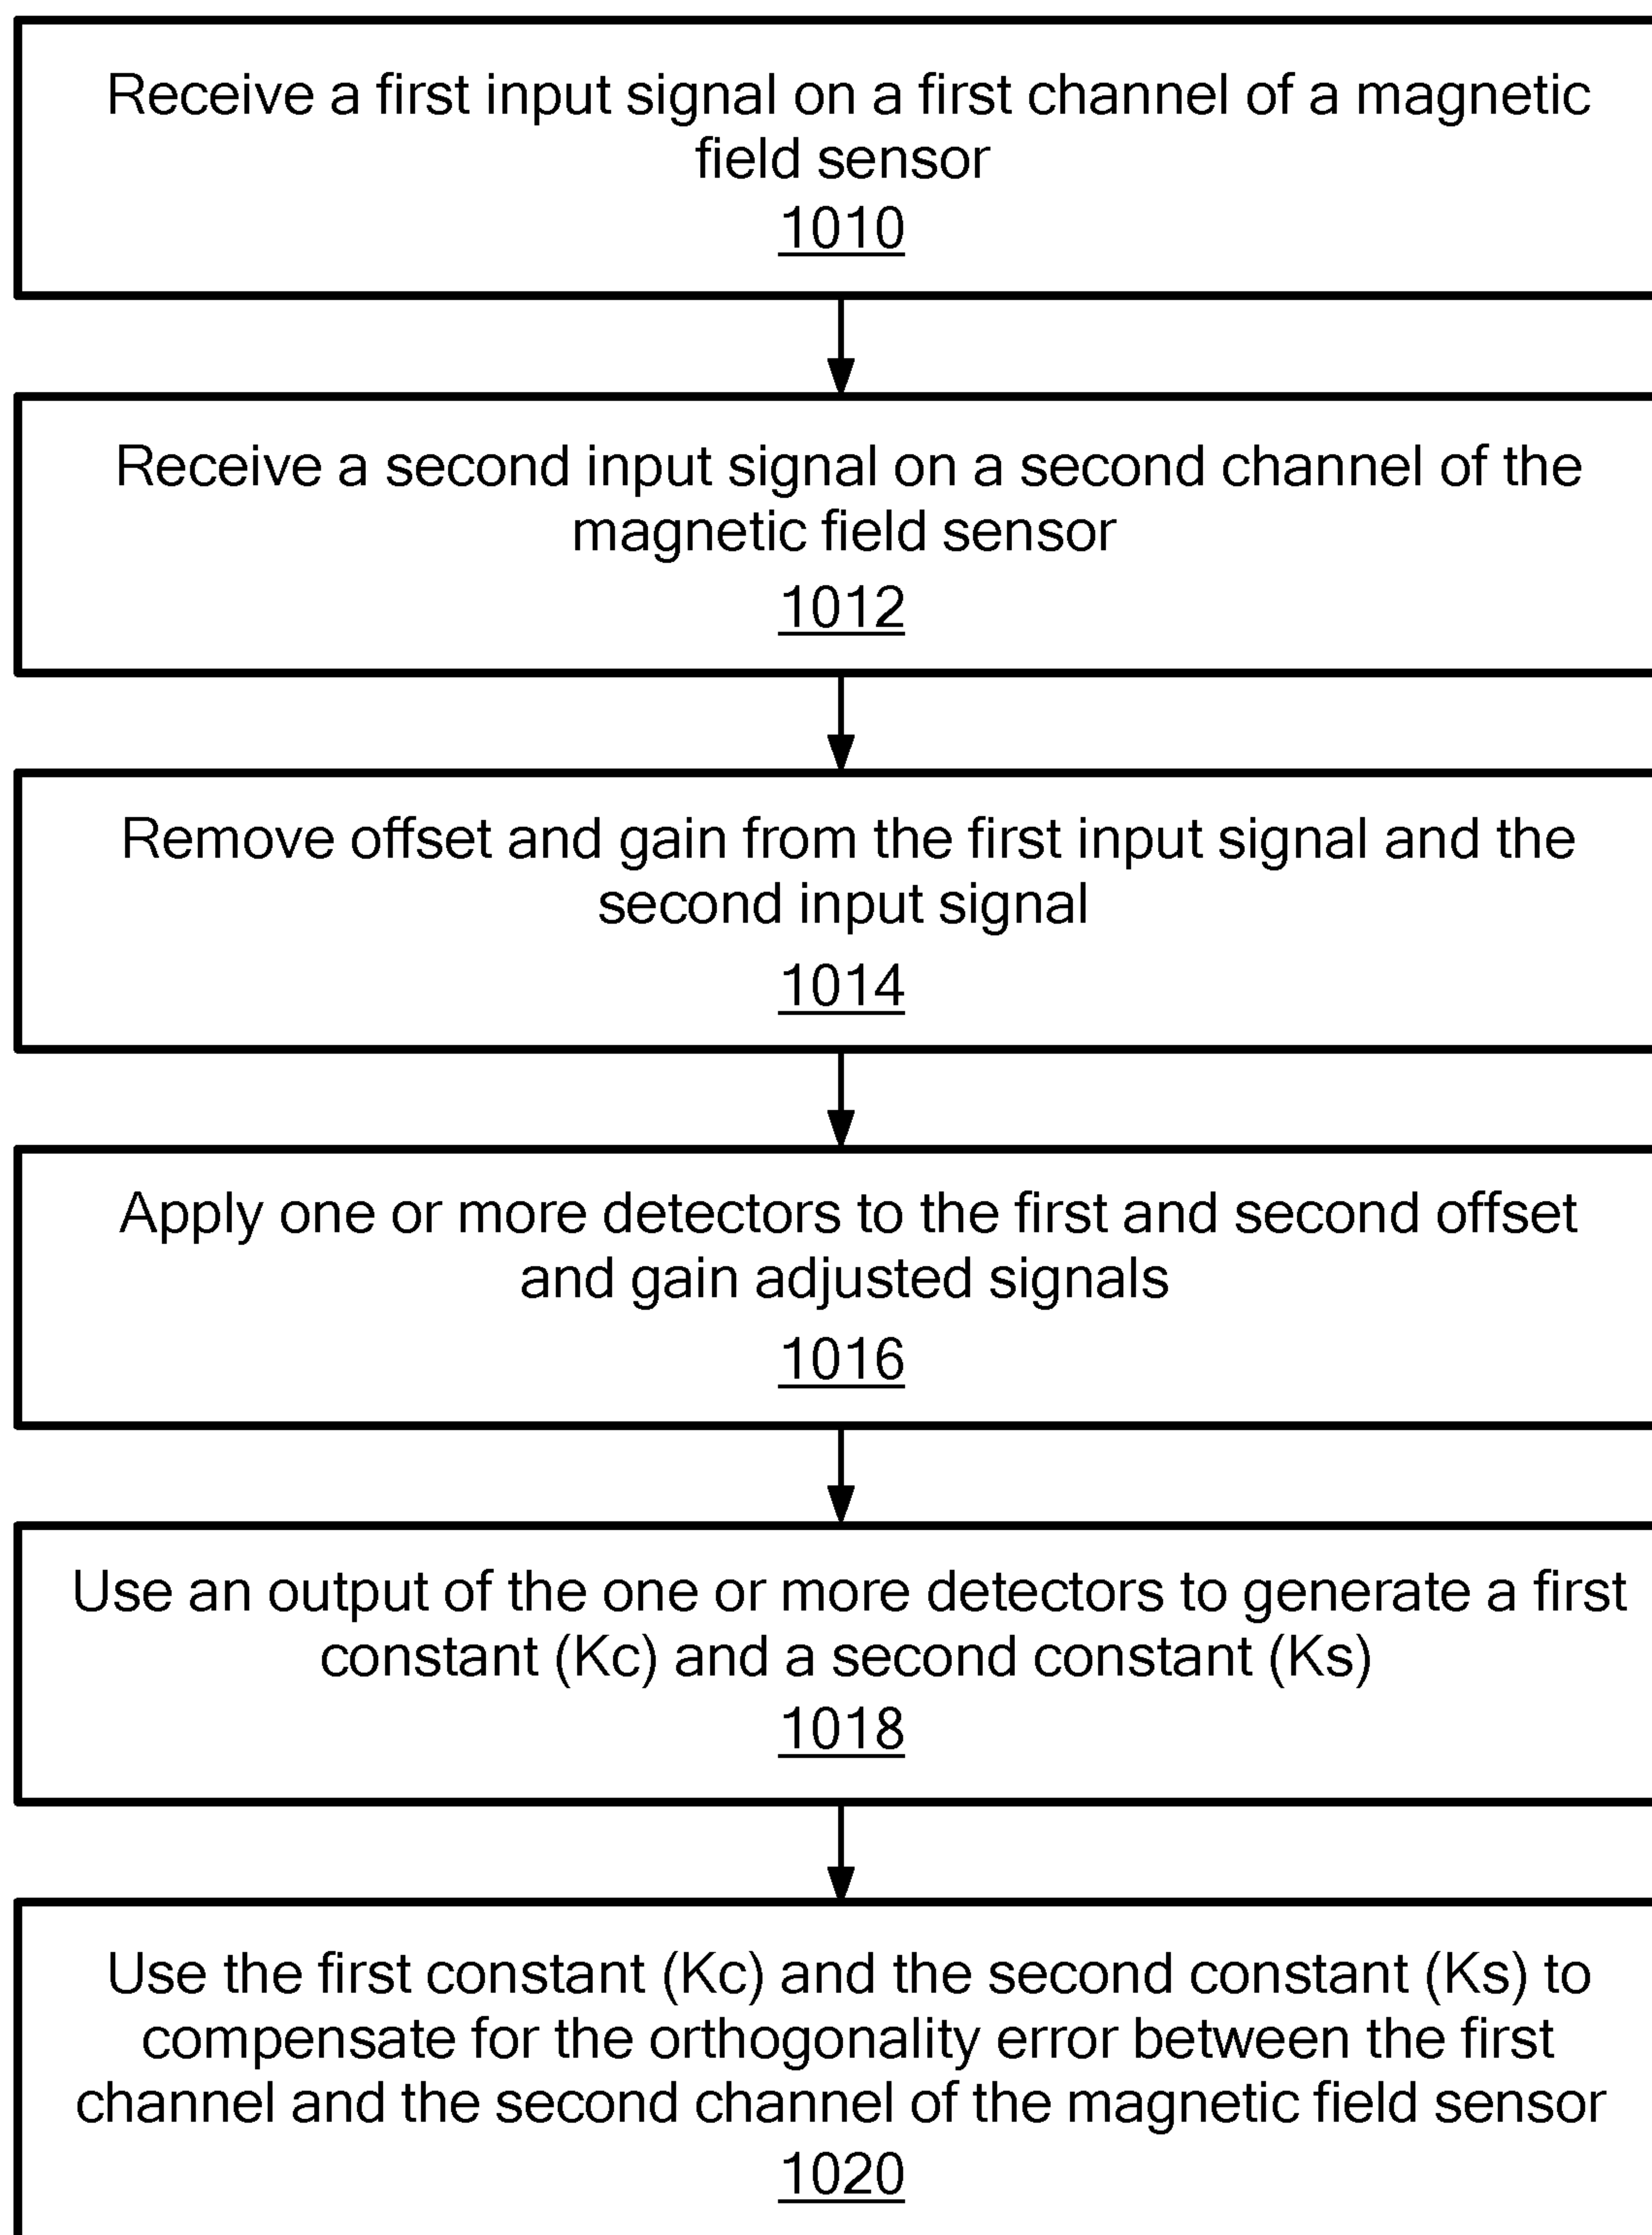 Receive a first input signal on a first channel of a magnetic
field sensor
1010
Receive a second input signal on a second channel of the
magnetic field sensor
1012
Remove offset and gain from the first input signal and the
second input signal
1014
Apply one or more detectors to the first and second offset
and gain adjusted signals
1016
Use an output of the one or more detectors to generate a first
constant (Kc) and a second constant (Ks)
1018
Use the first constant (Kc) and the second constant (Ks) to
compensate for the orthogonality error between the first
channel and the second channel of the magnetic field sensor
1020